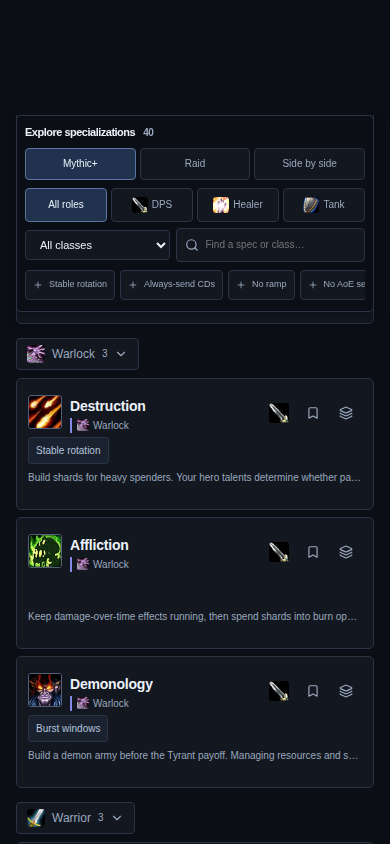 Explore specializations 40
Mythic+ Raid Side by side
All roles DPS Healer Tank
All classes Find a spec or class…
+ Stable rotation + Always-send CDs + No ramp + No AoE se
Warlock 3
Destruction
Warlock
Stable rotation
Build shards for heavy spenders. Your hero talents determine whether pa…
Affliction
Warlock
Keep damage-over-time effects running, then spend shards into burn op…
Demonology
Warlock
Burst windows
Build a demon army before the Tyrant payoff. Managing resources and s…
Warrior 3